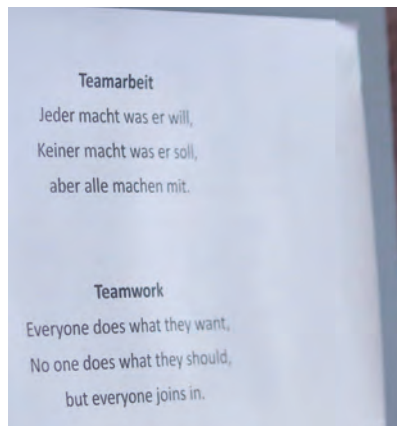 Teamarbeit
Jeder macht was er will,
Keiner macht was er soll,
aber alle machen mit.
Teamwork
Everyone does what they want,
No one does what they should,
but everyone joins in.